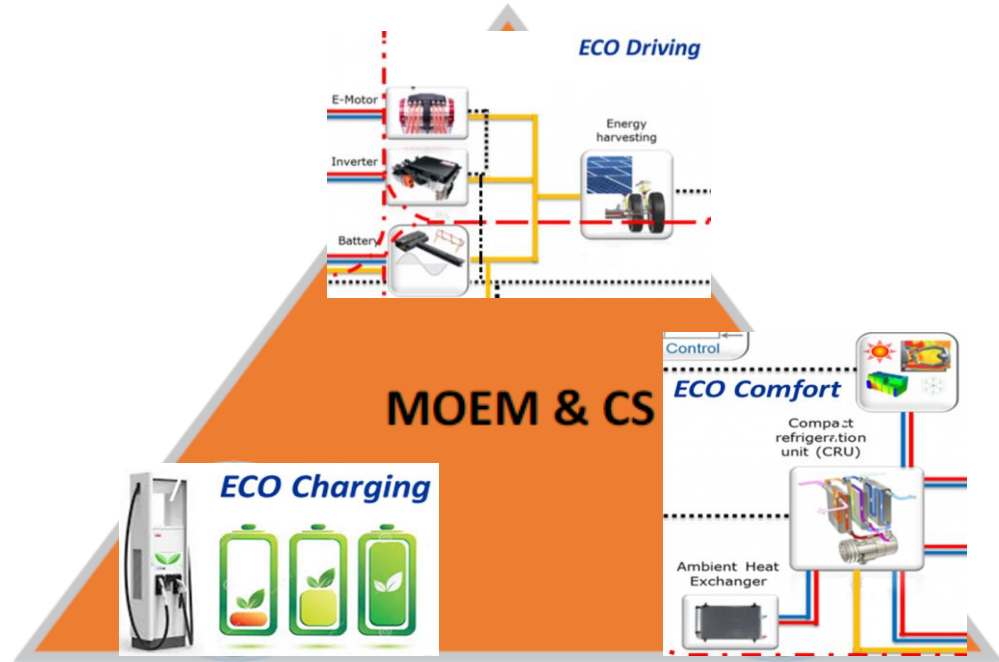 ECO Driving
E-Motor
Energy
harvesting
Inverter
Battery
Control
ECO Comfort
MOEM & CS
Compact
refrigeration
unit (CRU)
ECO Charging
Ambient Heat
Exchanger